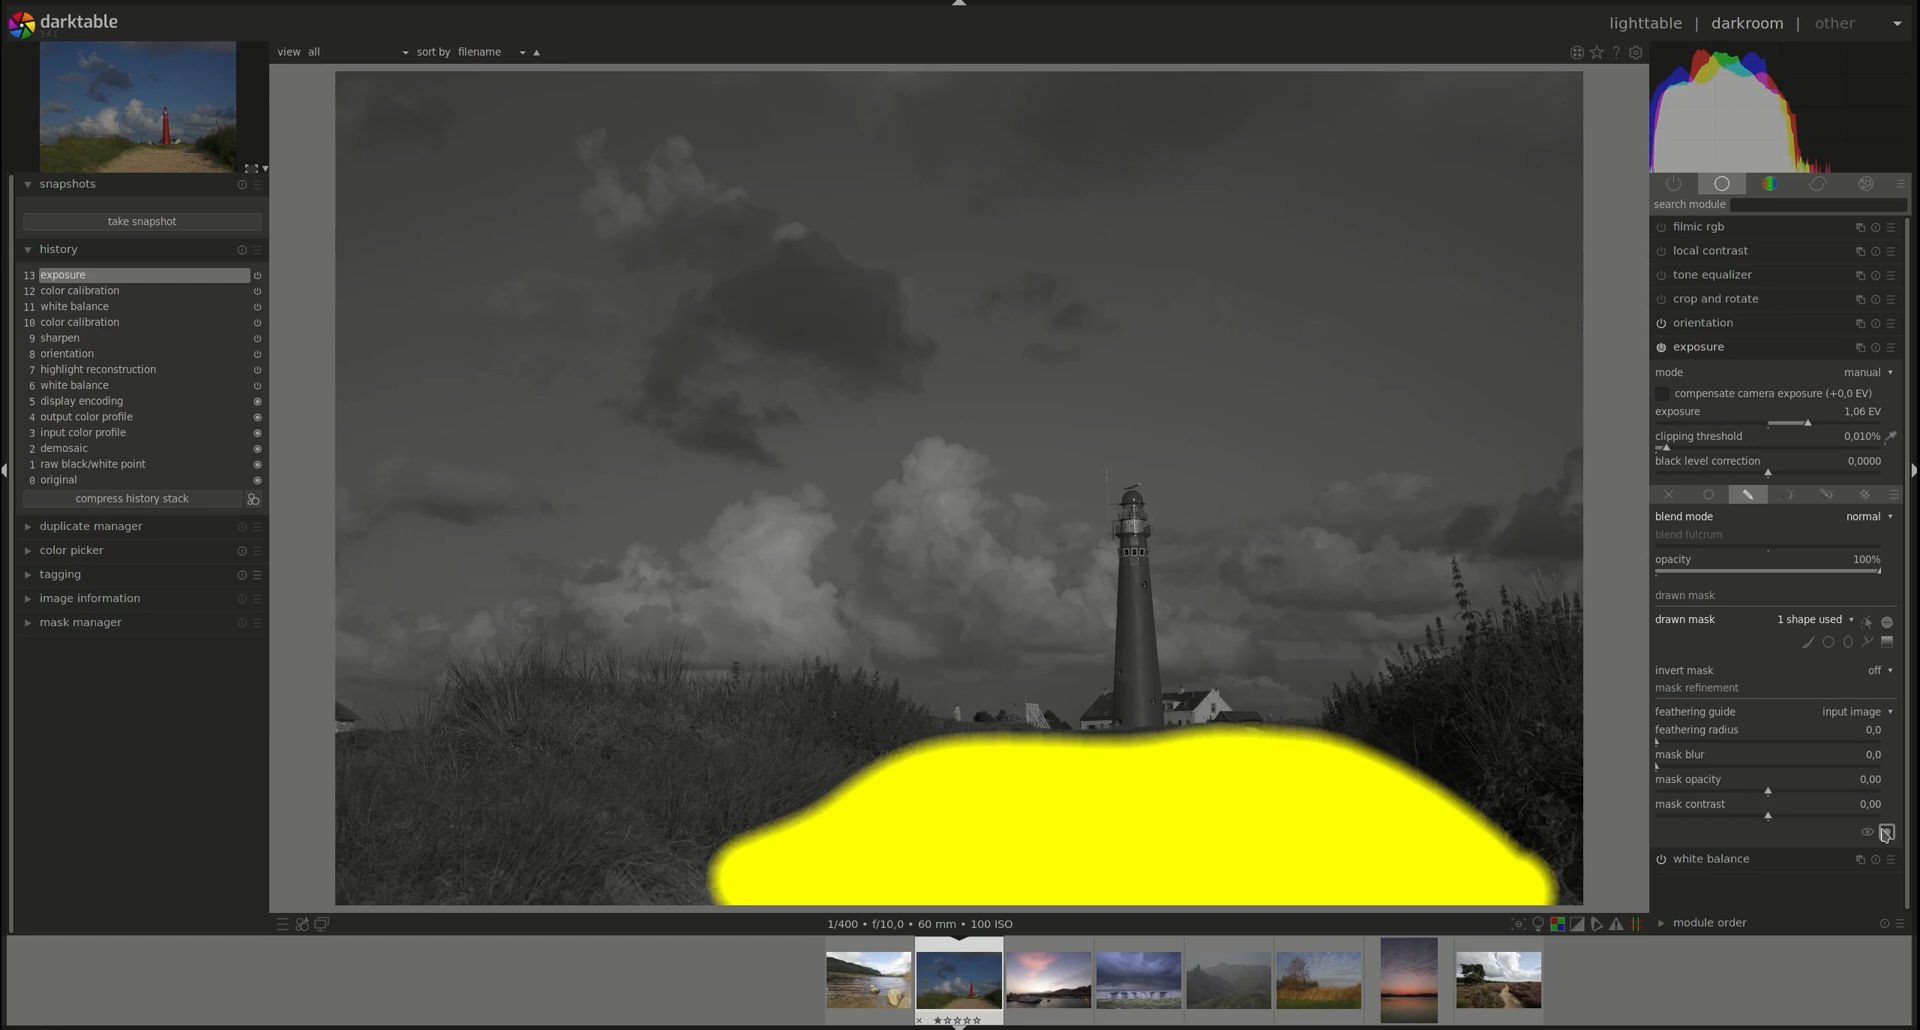 darktable
3.4.1
lighttable | darkroom | other
view all sort by filename
snapshots
take snapshot
history
13 exposure
12 color calibration
11 white balance
10 color calibration
9 sharpen
8 orientation
7 highlight reconstruction
6 white balance
5 display encoding
4 output color profile
3 input color profile
2 demosaic
1 raw black/white point
0 original
compress history stack
duplicate manager
color picker
tagging
image information
mask manager
1/400 • f/10,0 • 60 mm • 100 ISO
search module
filmic rgb
local contrast
tone equalizer
crop and rotate
orientation
exposure
mode manual
compensate camera exposure (+0,0 EV)
exposure 1,06 EV
clipping threshold 0,010%
black level correction 0,0000
blend mode normal
blend fulcrum
opacity 100%
drawn mask
drawn mask 1 shape used
invert mask off
mask refinement
feathering guide input image
feathering radius 0,0
mask blur 0,0
mask opacity 0,00
mask contrast 0,00
white balance
module order